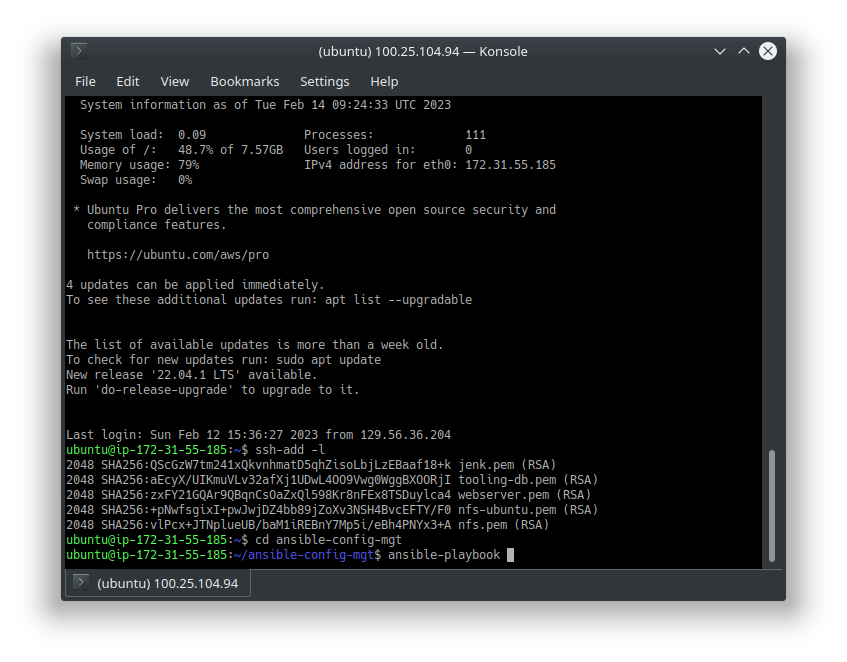 (ubuntu) 100.25.104.94 — Konsole
File Edit View Bookmarks Settings Help
System information as of Tue Feb 14 09:24:33 UTC 2023
System load: 0.09 Processes: 111
Usage of /: 48.7% of 7.57GB Users logged in: 0
Memory usage: 79% IPv4 address for eth0: 172.31.55.185
Swap usage: 0%
* Ubuntu Pro delivers the most comprehensive open source security and
compliance features.
https://ubuntu.com/aws/pro
4 updates can be applied immediately.
To see these additional updates run: apt list --upgradable
The list of available updates is more than a week old.
To check for new updates run: sudo apt update
New release '22.04.1 LTS' available.
Run 'do-release-upgrade' to upgrade to it.
Last login: Sun Feb 12 15:36:27 2023 from 129.56.36.204
ubuntu@ip-172-31-55-185:~$ ssh-add -l
2048 SHA256:QScGzW7tm241xQkvnhmatD5qhZisoLbjLzEBaaf18+k jenk.pem (RSA)
2048 SHA256:aEcyX/UIKmuVLv32afXj1UDwL4OO9Vwg0WggBXOORjI tooling-db.pem (RSA)
2048 SHA256:zxFY21GQAr9QBqnCsOaZxQl598Kr8nFEx8TSDuylca4 webserver.pem (RSA)
2048 SHA256:+pNwfsgixI+pwJwjDZ4bb89jZoXv3NSH4BvcEFTY/F0 nfs-ubuntu.pem (RSA)
2048 SHA256:vlPcx+JTNplueUB/baM1iREBnY7Mp5i/eBh4PNYx3+A nfs.pem (RSA)
ubuntu@ip-172-31-55-185:~$ cd ansible-config-mgt
ubuntu@ip-172-31-55-185:~/ansible-config-mgt$ ansible-playbook
(ubuntu) 100.25.104.94